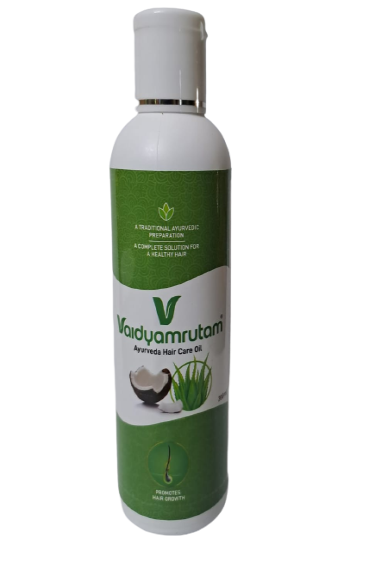 A TRADITIONAL AYURVEDIC
PREPARATION
A COMPLETE SOLUTION FOR
A HEALTHY HAIR
Vaidyamrutam
Ayurveda Hair Care Oil
PROMOTES
HAIR GROWTH